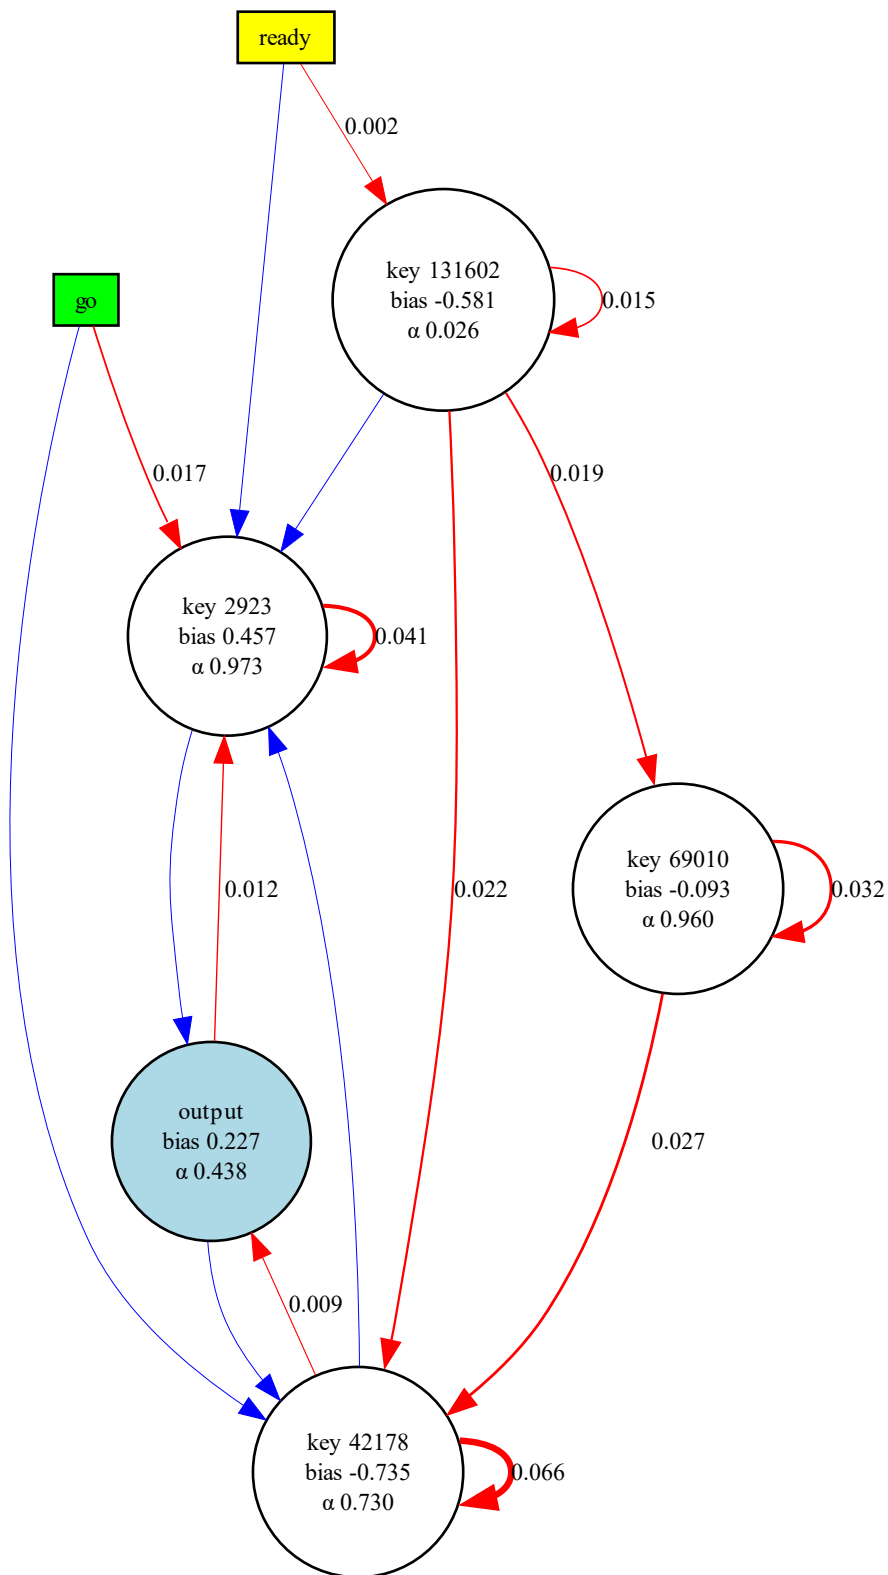 ready
0.002
key 131602
bias -0.581
α 0.026
0.015
go
0.017
0.019
key 2923
bias 0.457
α 0.973
0.041
key 69010
bias -0.093
α 0.960
0.032
0.012
0.022
output
bias 0.227
α 0.438
0.027
0.009
key 42178
bias -0.735
α 0.730
0.066